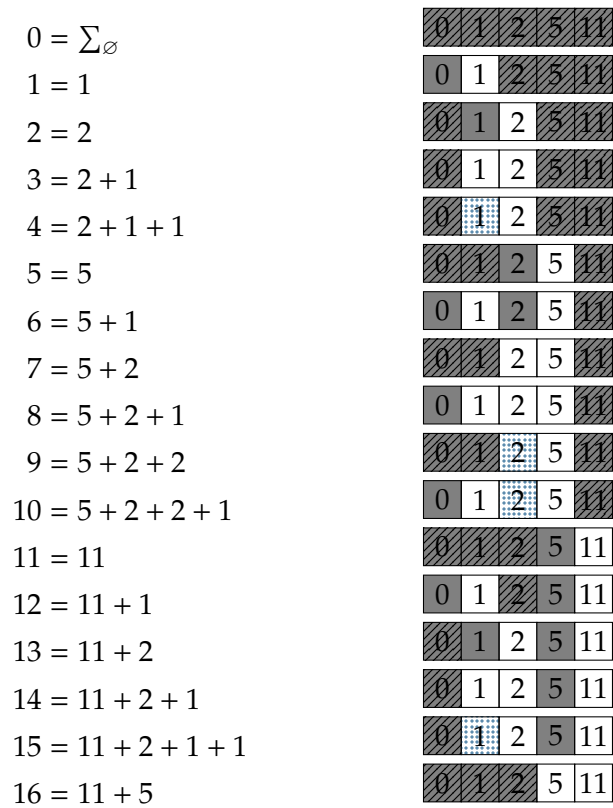 0 = ∑∅ 0 1 2 5 11
1 = 1 0 1 2 5 11
2 = 2 0 1 2 5 11
3 = 2 + 1 0 1 2 5 11
4 = 2 + 1 + 1 0 1 2 5 11
5 = 5 0 1 2 5 11
6 = 5 + 1 0 1 2 5 11
7 = 5 + 2 0 1 2 5 11
8 = 5 + 2 + 1 0 1 2 5 11
9 = 5 + 2 + 2 0 1 2 5 11
10 = 5 + 2 + 2 + 1 0 1 2 5 11
11 = 11 0 1 2 5 11
12 = 11 + 1 0 1 2 5 11
13 = 11 + 2 0 1 2 5 11
14 = 11 + 2 + 1 0 1 2 5 11
15 = 11 + 2 + 1 + 1 0 1 2 5 11
16 = 11 + 5 0 1 2 5 11